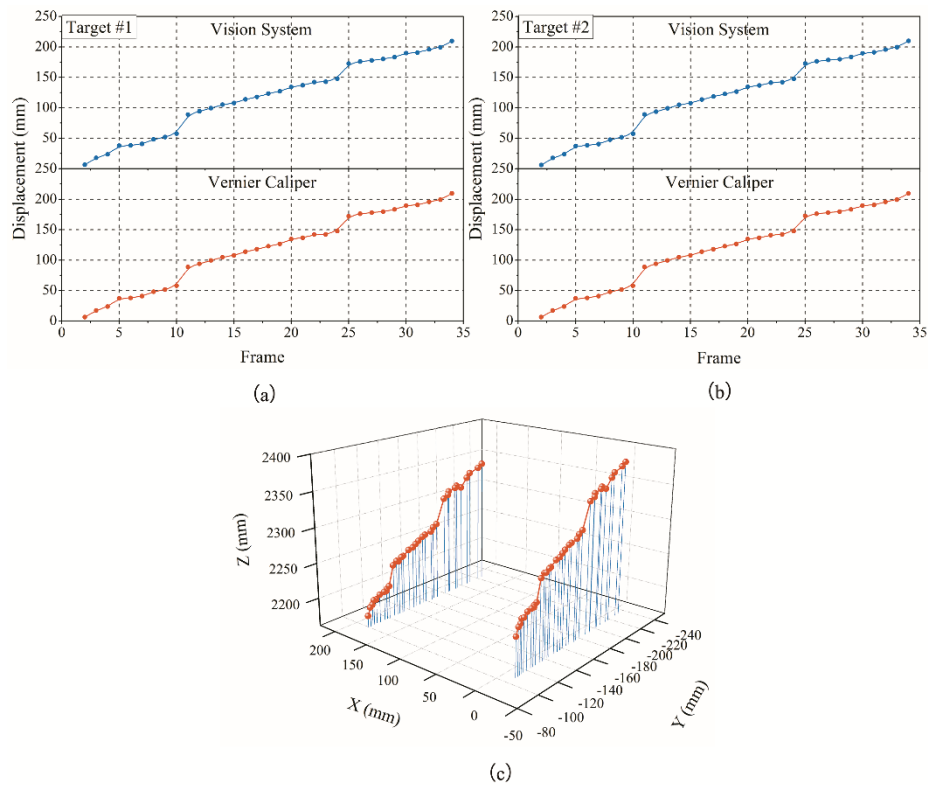 250
Target #1
Vision System
200
150
100
50
250
Vernier Caliper
200
150
100
50
0
0 5 10 15 20 25 30 35
Displacement (mm)
Frame
(a)
250
Target #2
Vision System
200
150
100
50
250
Vernier Caliper
200
150
100
50
0
0 5 10 15 20 25 30 35
Displacement (mm)
Frame
(b)
2400
2350
2300
2250
2200
Z (mm)
200
150
100
50
0
-50
X (mm)
-240
-220
-200
-180
-160
-140
-120
-100
-80
Y (mm)
(c)